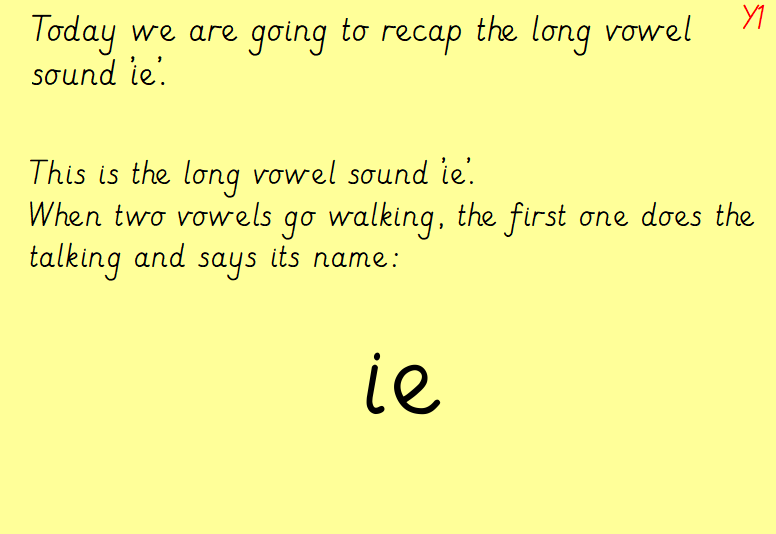 Today we are going to recap the long vowel
Y1
sound 'ie'.
This is the long vowel sound 'ie'.
When two vowels go walking, the first one does the
talking and says its name:
ie